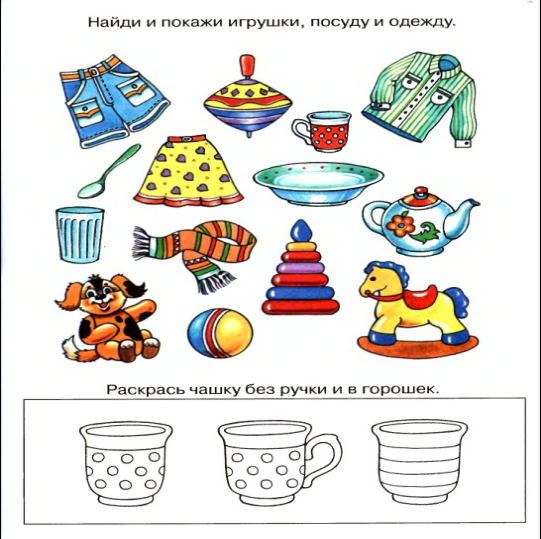 Найди и покажи игрушки, посуду и одежду.
Раскрась чашку без ручки и в горошек.